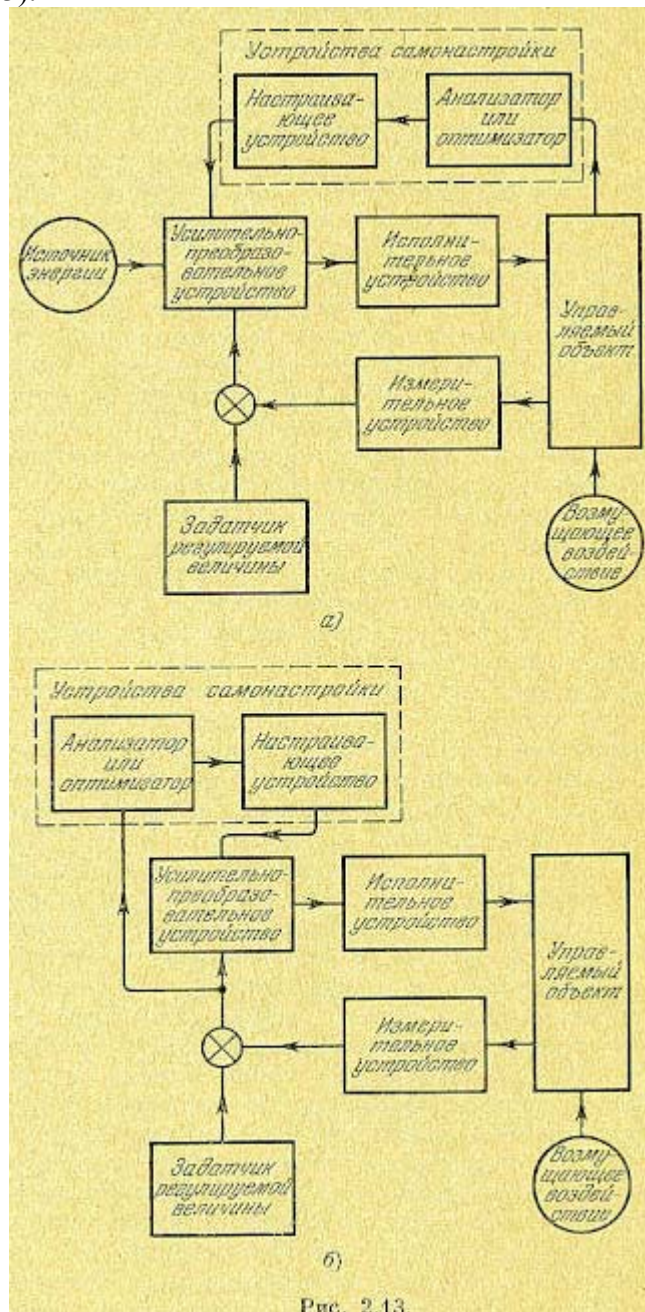 Устройства самонастройки
Настраива-
ющее
устройство
Анализатор
или
оптимизатор
Источник
энергии
Усилительно-
преобразо-
вательное
устройство
Исполни-
тельное
устройство
Управ-
ляемый
объект
Измери-
тельное
устройство
Задатчик
регулируемой
величины
Возму-
щающее
воздей-
ствие
а)
Устройства самонастройки
Анализатор
или
оптимизатор
Настраива-
ющее
устройство
Усилительно-
преобразо-
вательное
устройство
Исполни-
тельное
устройство
Управ-
ляемый
объект
Измери-
тельное
устройство
Задатчик
регулируемой
величины
Возму-
щающее
воздей-
ствие
б)
Рис. 2.13